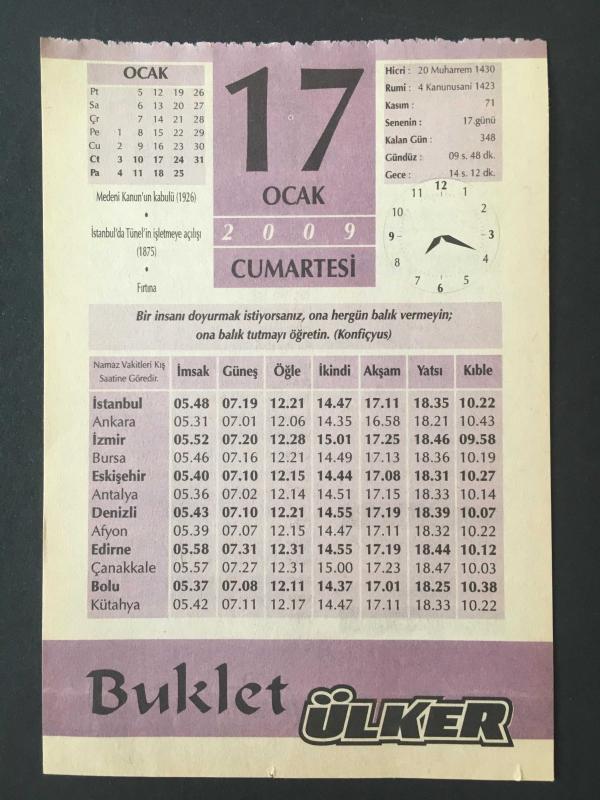 OCAK
Pt 5 12 19 26
Sa 6 13 20 27
Çr 7 14 21 28
Pe 1 8 15 22 29
Cu 2 9 16 23 30
Ct 3 10 17 24 31
Pa 4 11 18 25
Medeni Kanun'un kabulü (1926)
•
İstanbul'da Tünel'in işletmeye açılışı
(1875)
•
Fırtına
17
OCAK
2009
CUMARTESİ
Hicri : 20 Muharrem 1430
Rumi : 4 Kanunusani 1423
Kasım : 71
Senenin : 17.günü
Kalan Gün : 348
Gündüz : 09 s. 48 dk.
Gece : 14 s. 12 dk.
12
11 1
10 2
9 3
8 4
7 5
6
Bir insanı doyurmak istiyorsanız, ona hergün balık vermeyin;
ona balık tutmayı öğretin. (Konfiçyus)
Namaz Vakitleri Kış
Saatine Göredir.
İmsak Güneş Öğle İkindi Akşam Yatsı Kıble
İstanbul 05.48 07.19 12.21 14.47 17.11 18.35 10.22
Ankara 05.31 07.01 12.06 14.35 16.58 18.21 10.43
İzmir 05.52 07.20 12.28 15.01 17.25 18.46 09.58
Bursa 05.46 07.16 12.21 14.49 17.13 18.36 10.19
Eskişehir 05.40 07.10 12.15 14.44 17.08 18.31 10.27
Antalya 05.36 07.02 12.14 14.51 17.15 18.33 10.14
Denizli 05.43 07.10 12.21 14.55 17.19 18.39 10.07
Afyon 05.39 07.07 12.15 14.47 17.11 18.32 10.22
Edirne 05.58 07.31 12.31 14.55 17.19 18.44 10.12
Çanakkale 05.57 07.27 12.31 15.00 17.23 18.47 10.03
Bolu 05.37 07.08 12.11 14.37 17.01 18.25 10.38
Kütahya 05.42 07.11 12.17 14.47 17.11 18.33 10.22
Buklet ÜLKER